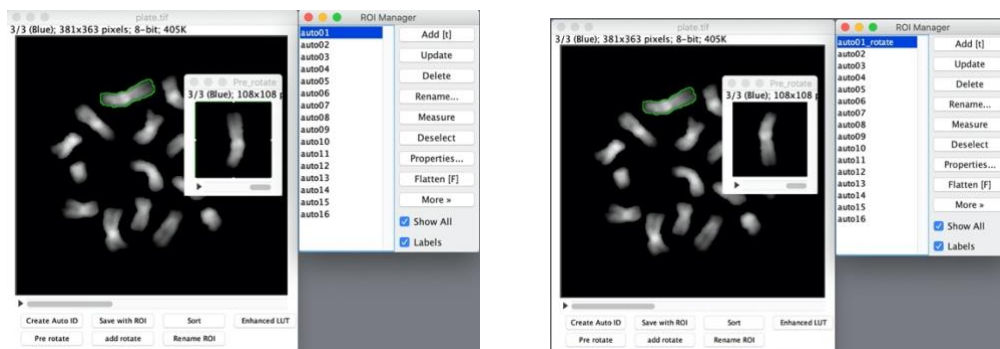 plate.tif
3/3 (Blue); 381x363 pixels; 8-bit; 405K
Pre_rotate
3/3 (Blue); 108x108 p
ROI Manager
auto01
auto02
auto03
auto04
auto05
auto06
auto07
auto08
auto09
auto10
auto11
auto12
auto13
auto14
auto15
auto16
Add [t]
Update
Delete
Rename...
Measure
Deselect
Properties...
Flatten [F]
More »
Show All
Labels
Create Auto ID
Save with ROI
Sort
Enhanced LUT
Pre rotate
add rotate
Rename ROI
plate.tif
3/3 (Blue); 381x363 pixels; 8-bit; 405K
Pre_rotate
3/3 (Blue); 108x108 p
ROI Manager
auto01_rotate
auto02
auto03
auto04
auto05
auto06
auto07
auto08
auto09
auto10
auto11
auto12
auto13
auto14
auto15
auto16
Add [t]
Update
Delete
Rename...
Measure
Deselect
Properties...
Flatten [F]
More »
Show All
Labels
Create Auto ID
Save with ROI
Sort
Enhanced LUT
Pre rotate
add rotate
Rename ROI